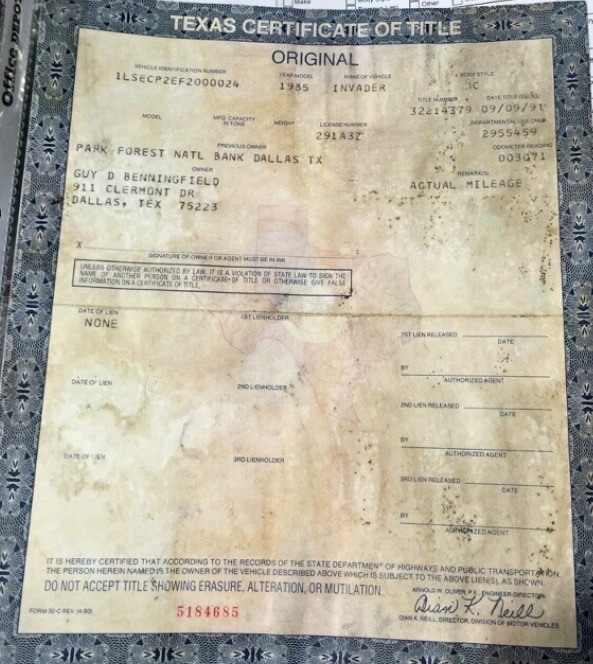 Office DEPOT
Make
Other
TEXAS CERTIFICATE OF TITLE
ORIGINAL
VEHICLE IDENTIFICATION NUMBER YEAR MODEL MAKE OF VEHICLE BODY STYLE
1LSECP2EF2000024 1985 INVADER
TITLE NUMBER DATE TITLE ISSUED
32214379 09/09/91
MODEL MFG. CAPACITY IN TONS WEIGHT LICENSE NUMBER DEPARTMENTAL USE ONLY
291A3Z 2955459
PREVIOUS OWNER ODOMETER READING
PARK FOREST NATL BANK DALLAS TX 003071
OWNER REMARKS
GUY D BENNINGFIELD ACTUAL MILEAGE
911 CLERMONT DR
DALLAS, TEX 75223
X
SIGNATURE OF OWNER OR AGENT MUST BE IN INK
UNLESS OTHERWISE AUTHORIZED BY LAW, IT IS A VIOLATION OF STATE LAW TO SIGN THE
NAME OF ANOTHER PERSON ON A CERTIFICATE OF TITLE OR OTHERWISE GIVE FALSE
INFORMATION ON A CERTIFICATE OF TITLE.
DATE OF LIEN 1ST LIENHOLDER
NONE
1ST LIEN RELEASED
DATE
BY
AUTHORIZED AGENT
DATE OF LIEN 2ND LIENHOLDER
2ND LIEN RELEASED
DATE
BY
AUTHORIZED AGENT
DATE OF LIEN 3RD LIENHOLDER
3RD LIEN RELEASED
DATE
BY
AUTHORIZED AGENT
IT IS HEREBY CERTIFIED THAT ACCORDING TO THE RECORDS OF THE STATE DEPARTMENT OF HIGHWAYS AND PUBLIC TRANSPORTATION,
THE PERSON HEREIN NAMED IS THE OWNER OF THE VEHICLE DESCRIBED ABOVE WHICH IS SUBJECT TO THE ABOVE LIEN(S), AS SHOWN.
DO NOT ACCEPT TITLE SHOWING ERASURE, ALTERATION, OR MUTILATION.
ARNOLD W. OLIVER, P.E., ENGINEER-DIRECTOR
Dian K. Neill
FORM 30-C REV. (4-90) 5184685 DIAN K. NEILL, DIRECTOR, DIVISION OF MOTOR VEHICLES